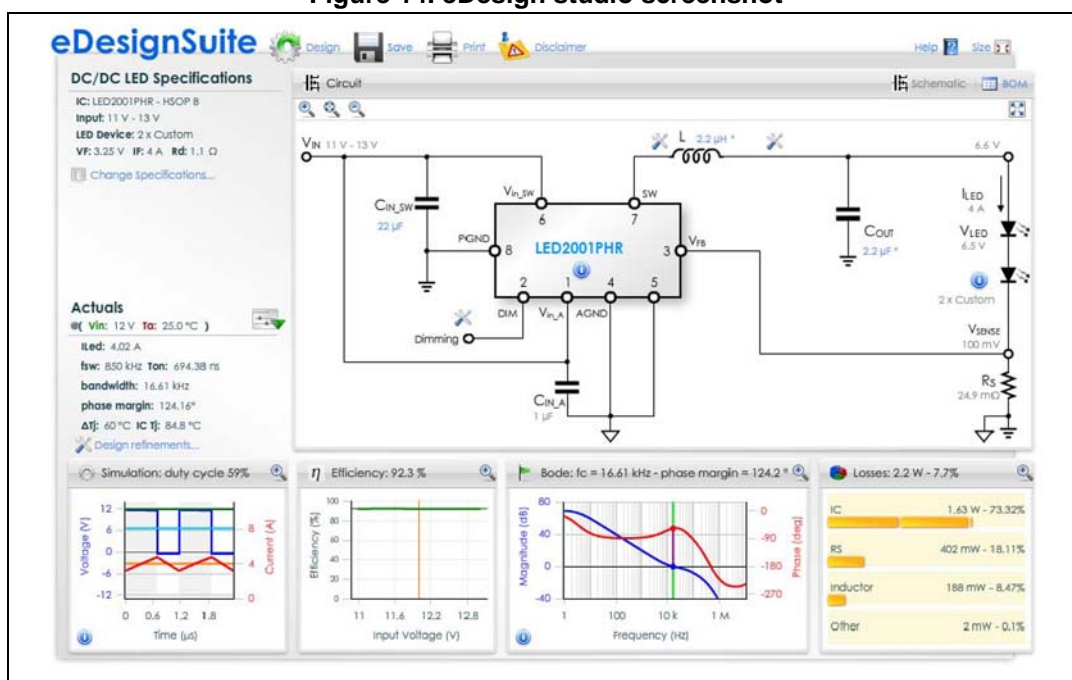 Figure 14. eDesign studio screenshot
eDesignSuite Design Save Print Disclaimer Help Size
DC/DC LED Specifications
IC: LED2001PHR - HSOP 8
Input: 11 V - 13 V
LED Device: 2 x Custom
VF: 3.25 V IF: 4 A Rd: 1.1 Ω
Change Specifications...
Circuit Schematic BOM
VIN 11 V - 13 V
L 2.2 µH *
6.6 V
Vin_SW
SW
CIN_SW
22 µF
6
7
PGND
8
LED2001PHR
3
VFB
COUT
2.2 µF *
ILED
4 A
VLED
6.5 V
2 x Custom
2
1
4
5
DIM
Vin_A
AGND
Dimming
CIN_A
1 µF
VSENSE
100 mV
RS
24.9 mΩ
Actuals
@( Vin: 12 V Ta: 25.0 °C )
ILed: 4.02 A
fsw: 850 kHz Ton: 694.38 ns
bandwidth: 16.61 kHz
phase margin: 124.16°
ΔTj: 60 °C IC Tj: 84.8 °C
Design refinements...
Simulation: duty cycle 59%
Voltage (V)
12
6
0
-6
-12
8
4
0
Current (A)
0 0.6 1.2 1.8
Time (µs)
η Efficiency: 92.3 %
Efficiency (%)
100
80
60
40
20
0
11 11.6 12.2 12.8
Input Voltage (V)
Bode: fc = 16.61 kHz - phase margin = 124.2 °
Magnitude (dB)
80
40
0
-40
0
-90
-180
-270
Phase (deg)
1 100 10 k 1 M
Frequency (Hz)
Losses: 2.2 W - 7.7%
IC 1.63 W - 73.32%
RS 402 mW - 18.11%
Inductor 188 mW - 8.47%
Other 2 mW - 0.1%